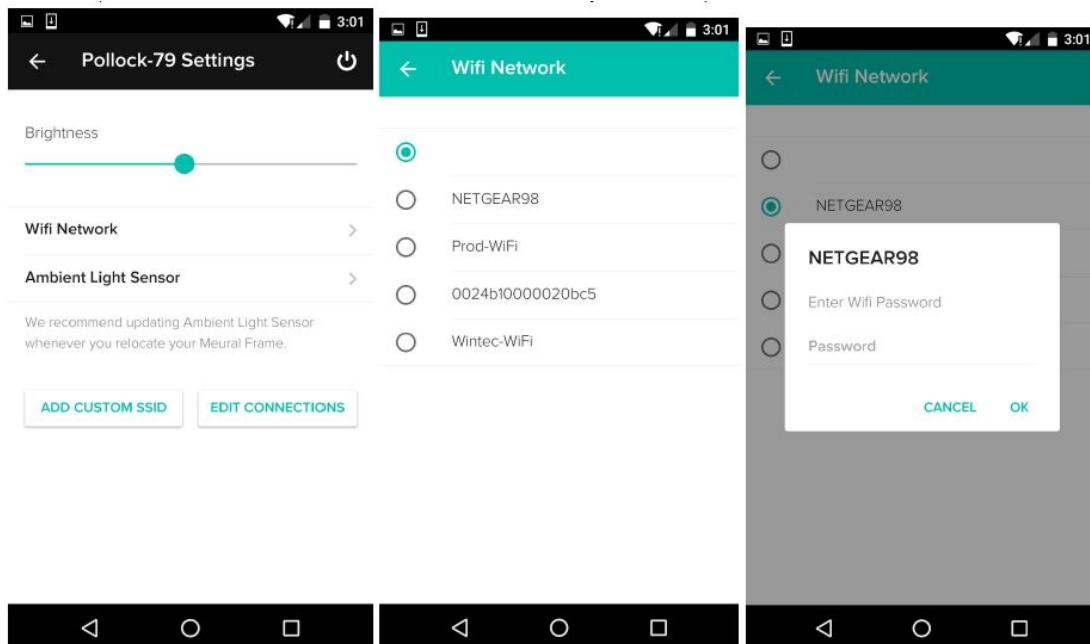 3:01
Pollock-79 Settings
Brightness
Wifi Network
Ambient Light Sensor
We recommend updating Ambient Light Sensor
whenever you relocate your Meural Frame.
ADD CUSTOM SSID
EDIT CONNECTIONS
3:01
Wifi Network
NETGEAR98
Prod-WiFi
0024b10000020bc5
Wintec-WiFi
3:01
Wifi Network
NETGEAR98
NETGEAR98
Enter Wifi Password
Password
CANCEL OK